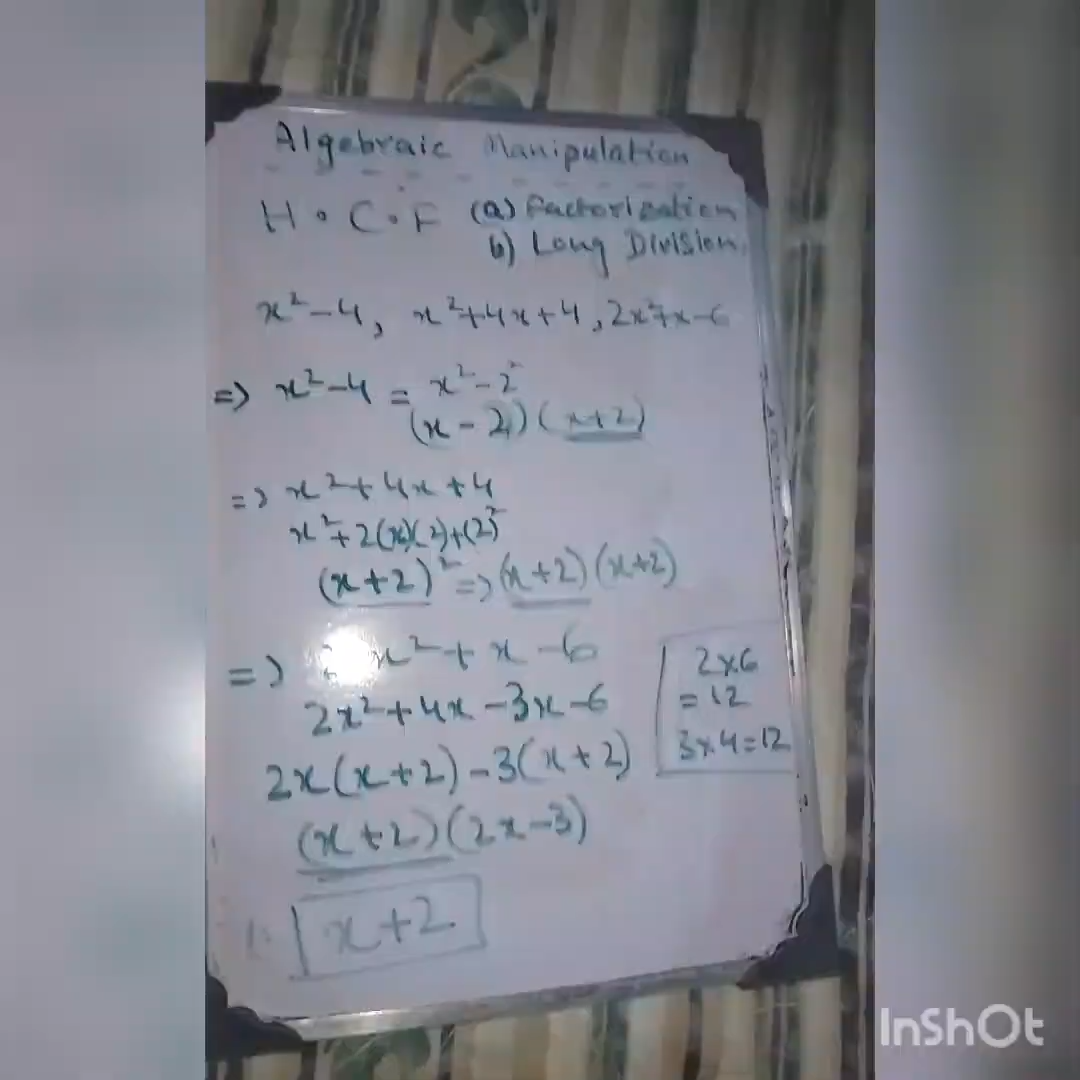 Algebraic Manipulation
H.C.F (a) Factorization
b) Long Division.
x²-4, x²+4x+4, 2x²+x-6
=> x²-4 = x²-2²
(x-2)(x+2)
=> x²+4x+4
x²+2(x)(2)+(2)²
(x+2)² => (x+2)(x+2)
=> x²+x-6
2x²+4x-3x-6
2x(x+2)-3(x+2)
(x+2)(2x-3)
2x6
=12
3x4=12
x+2
InShOt